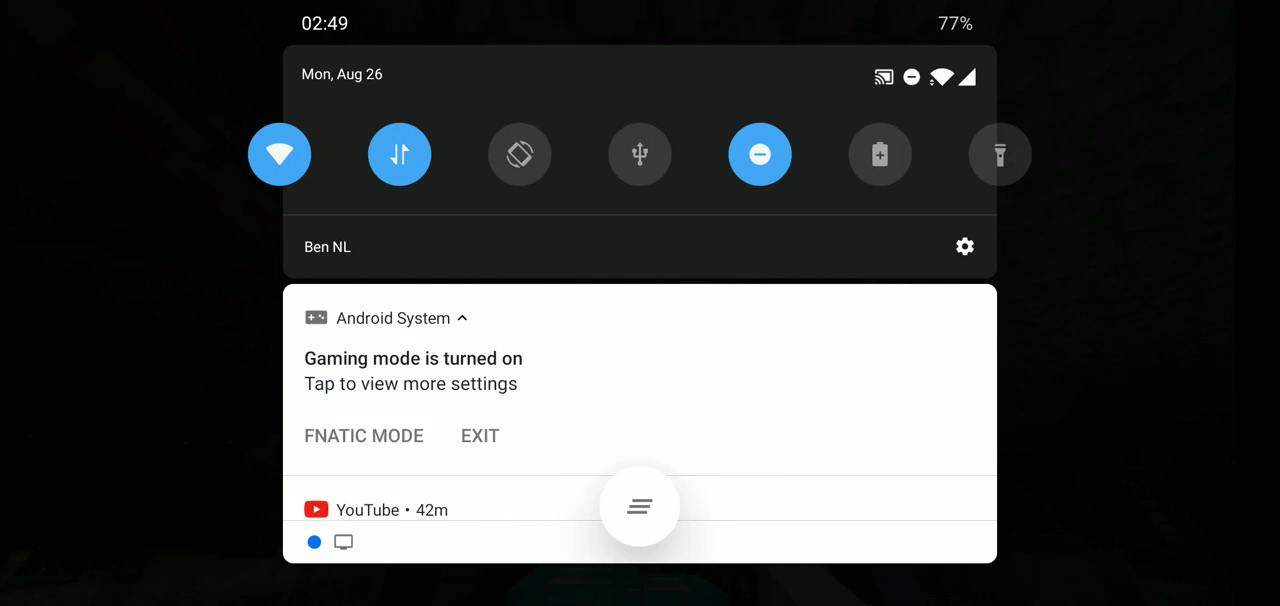 02:49 77%
Mon, Aug 26
Ben NL
Android System
Gaming mode is turned on
Tap to view more settings
FNATIC MODE EXIT
YouTube • 42m